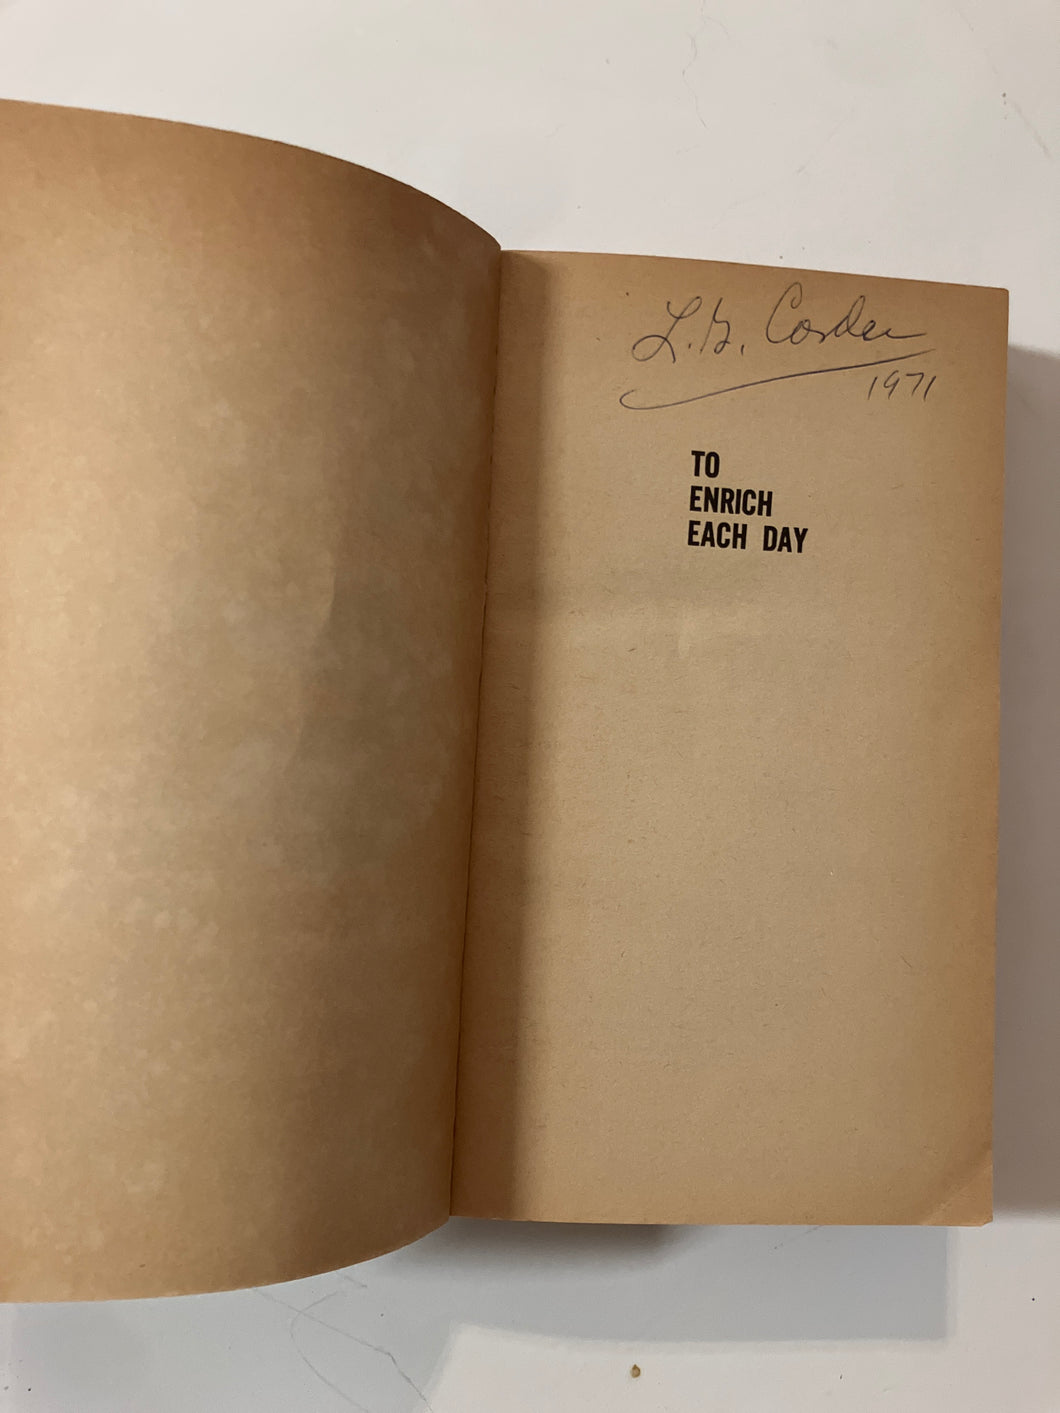 L. G. Corder
1971
TO
ENRICH
EACH DAY